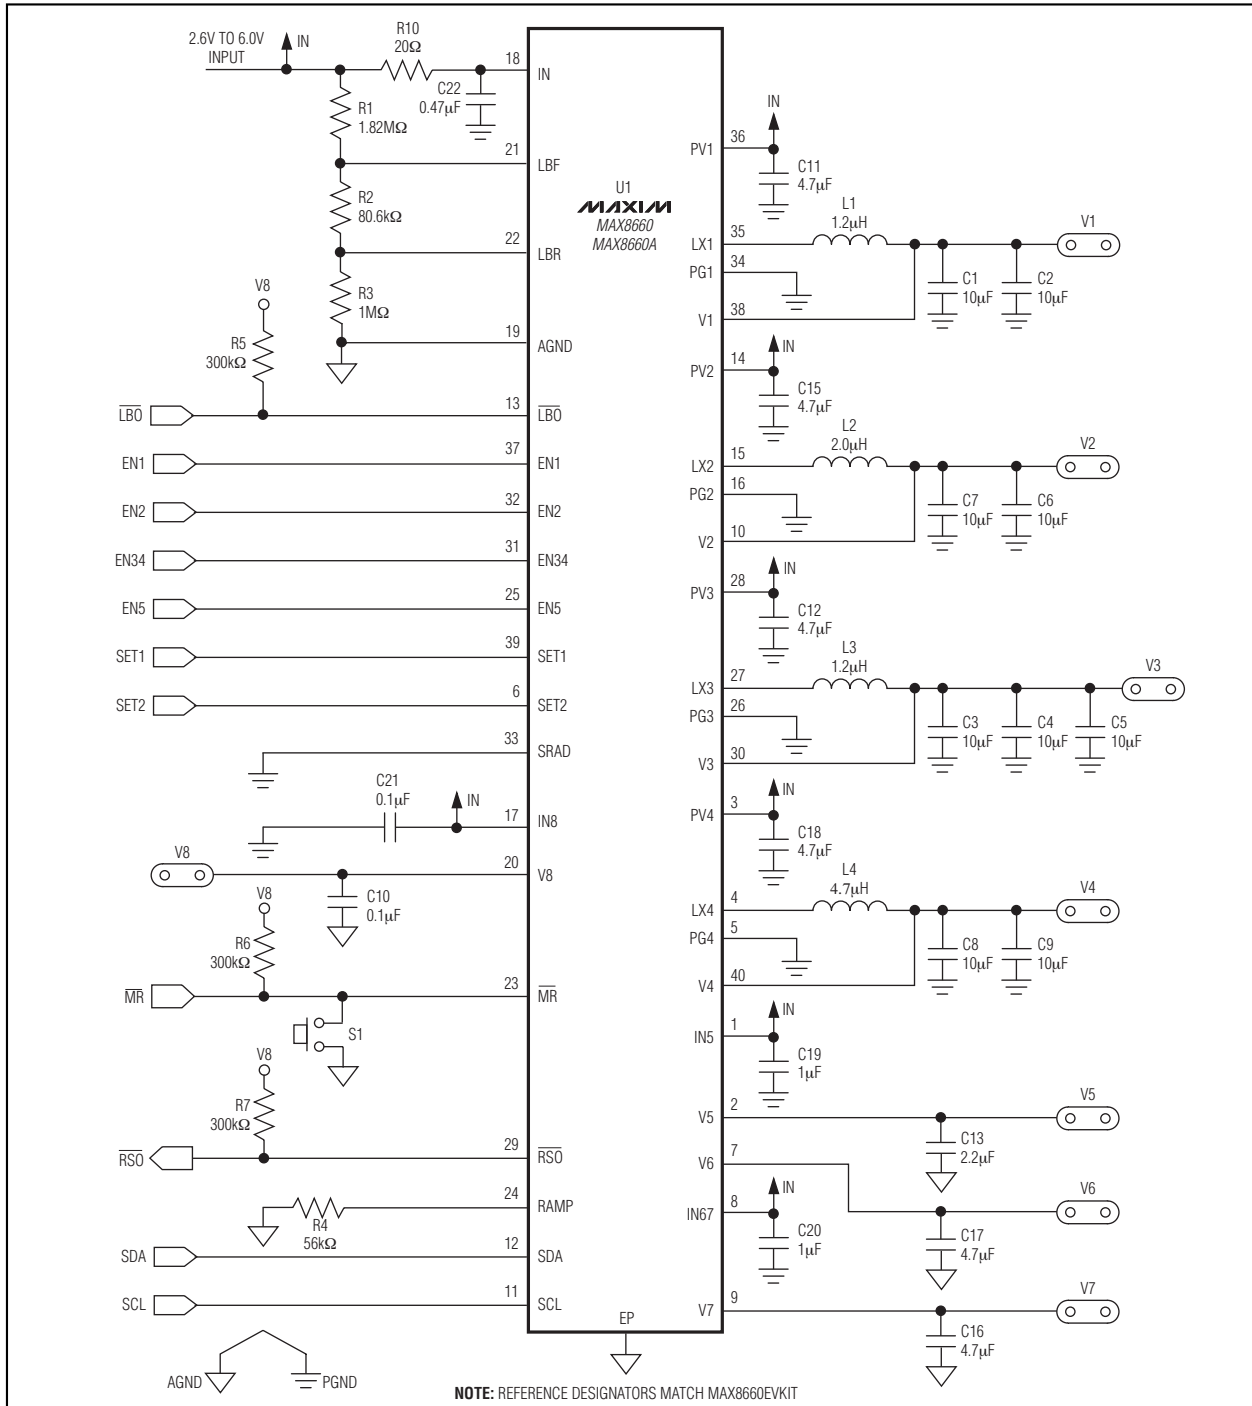 2.6V TO 6.0V
INPUT
IN
R10
20Ω
18
IN
C22
0.47µF
R1
1.82MΩ
21
LBF
R2
80.6kΩ
22
LBR
R3
1MΩ
19
AGND
V8
R5
300kΩ
LBO
13
LBO
EN1
37
EN1
EN2
32
EN2
EN34
31
EN34
EN5
25
EN5
SET1
39
SET1
SET2
6
SET2
33
SRAD
C21
0.1µF
IN
17
IN8
V8
20
V8
C10
0.1µF
V8
R6
300kΩ
MR
23
MR
S1
V8
R7
300kΩ
RSO
29
RSO
24
RAMP
R4
56kΩ
SDA
12
SDA
SCL
11
SCL
AGND
PGND
U1
MAXIM
MAX8660
MAX8660A
EP
IN
36
PV1
C11
4.7µF
L1
1.2µH
V1
35
LX1
34
PG1
C1
10µF
C2
10µF
38
V1
IN
14
PV2
C15
4.7µF
L2
2.0µH
V2
15
LX2
16
PG2
C7
10µF
C6
10µF
10
V2
IN
28
PV3
C12
4.7µF
L3
1.2µH
V3
27
LX3
26
PG3
C3
10µF
C4
10µF
C5
10µF
30
V3
IN
3
PV4
C18
4.7µF
L4
4.7µH
V4
4
LX4
5
PG4
C8
10µF
C9
10µF
40
V4
IN
1
IN5
C19
1µF
V5
2
V5
C13
2.2µF
7
V6
V6
IN
8
IN67
C20
1µF
C17
4.7µF
V7
9
V7
C16
4.7µF
NOTE: REFERENCE DESIGNATORS MATCH MAX8660EVKIT